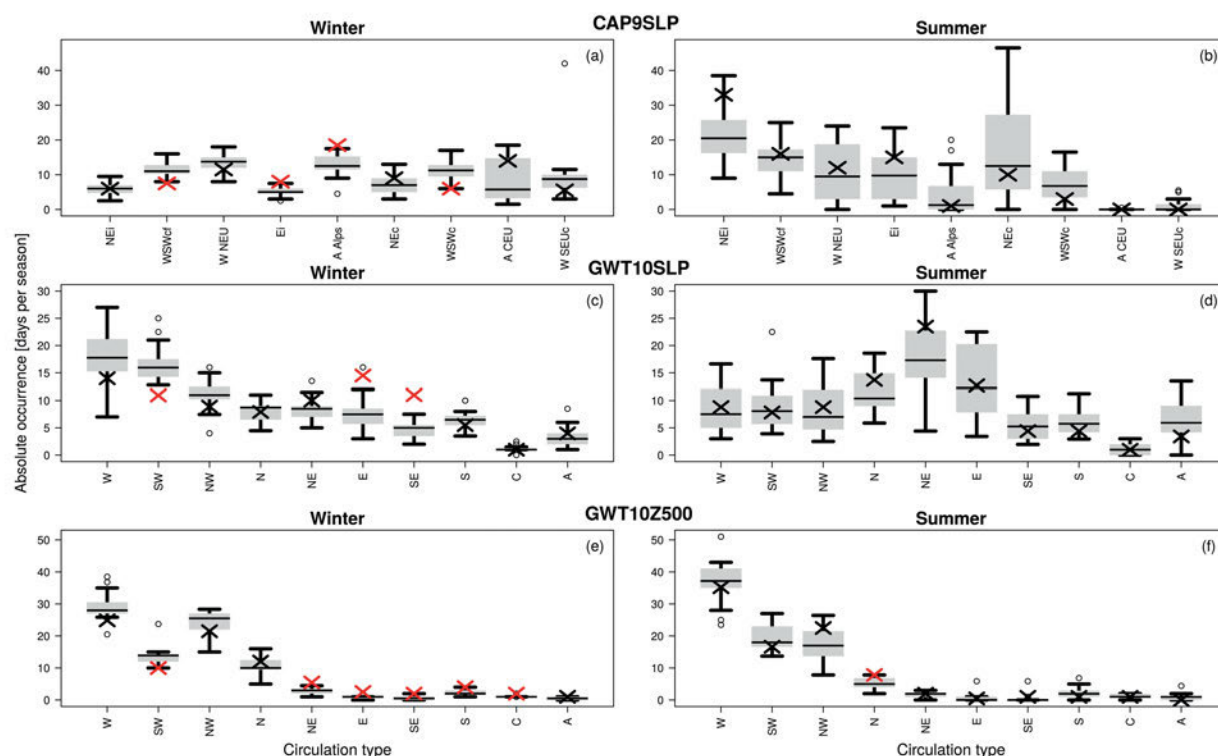 CAP9SLP
Winter
Summer
(a)
(b)
40
30
20
10
0
40
30
20
10
0
NEi
WSWcf
W NEU
Ei
A Alps
NEc
WSWc
A CEU
W SEUc
NEi
WSWcf
W NEU
Ei
A Alps
NEc
WSWc
A CEU
W SEUc
GWT10SLP
Winter
Summer
Absolute occurrence [days per season]
(c)
(d)
30
25
20
15
10
5
0
30
25
20
15
10
5
0
W
SW
NW
N
NE
E
SE
S
C
A
W
SW
NW
N
NE
E
SE
S
C
A
GWT10Z500
Winter
Summer
(e)
(f)
50
40
30
20
10
0
50
40
30
20
10
0
W
SW
NW
N
NE
E
SE
S
C
A
W
SW
NW
N
NE
E
SE
S
C
A
Circulation type
Circulation type